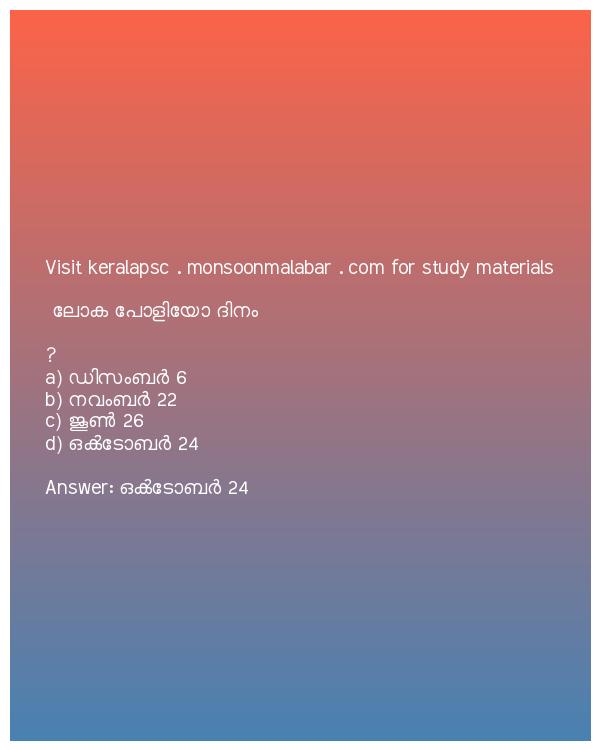 Visit keralapsc . monsoonmalabar . com for study materials
ലോക പോളിയോ ദിനം
?
a) ഡിസംബർ 6
b) നവംബർ 22
c) ജൂൺ 26
d) ഒക്ടോബർ 24
Answer: ഒക്ടോബർ 24